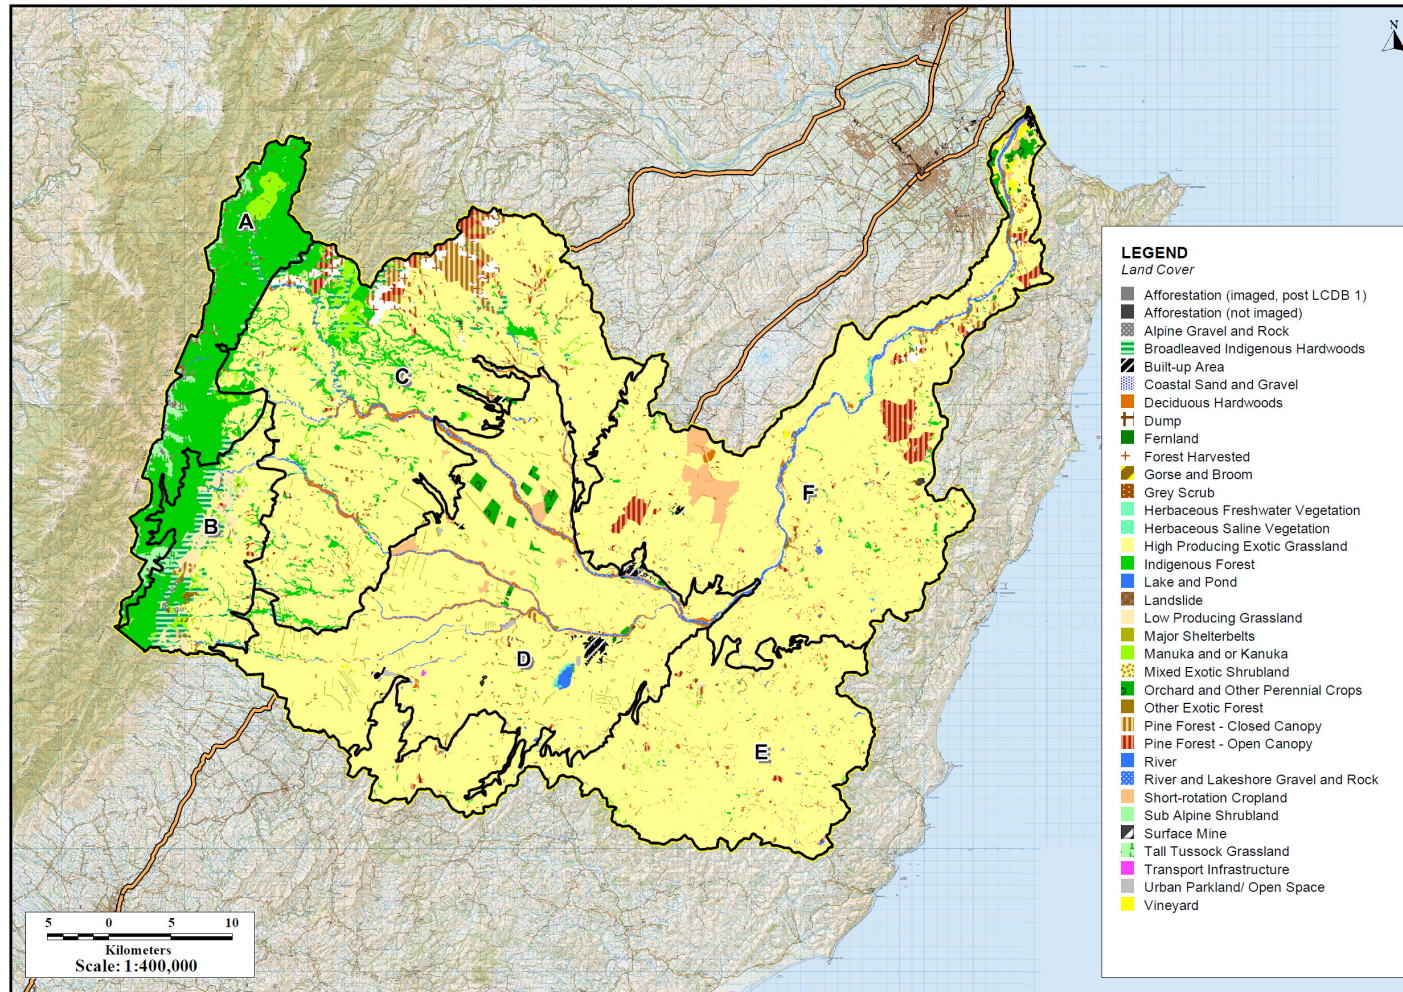 N
A
B
C
D
E
F
LEGEND
Land Cover
Afforestation (imaged, post LCDB 1)
Afforestation (not imaged)
Alpine Gravel and Rock
Broadleaved Indigenous Hardwoods
Built-up Area
Coastal Sand and Gravel
Deciduous Hardwoods
Dump
Fernland
Forest Harvested
Gorse and Broom
Grey Scrub
Herbaceous Freshwater Vegetation
Herbaceous Saline Vegetation
High Producing Exotic Grassland
Indigenous Forest
Lake and Pond
Landslide
Low Producing Grassland
Major Shelterbelts
Manuka and or Kanuka
Mixed Exotic Shrubland
Orchard and Other Perennial Crops
Other Exotic Forest
Pine Forest - Closed Canopy
Pine Forest - Open Canopy
River
River and Lakeshore Gravel and Rock
Short-rotation Cropland
Sub Alpine Shrubland
Surface Mine
Tall Tussock Grassland
Transport Infrastructure
Urban Parkland/ Open Space
Vineyard
5 0 5 10
Kilometers
Scale: 1:400,000